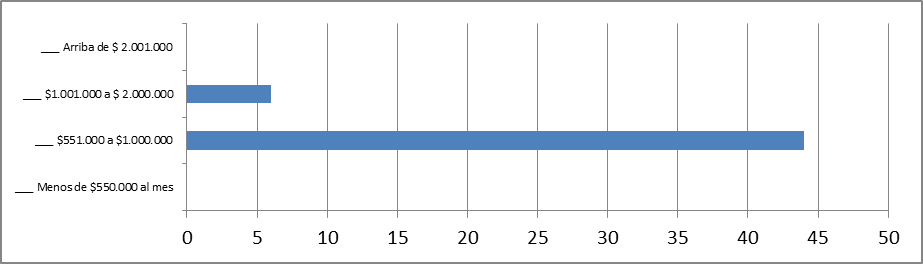 ___ Arriba de $ 2.001.000
___ $1.001.000 a $ 2.000.000
___ $551.000 a $1.000.000
___ Menos de $550.000 al mes
0 5 10 15 20 25 30 35 40 45 50